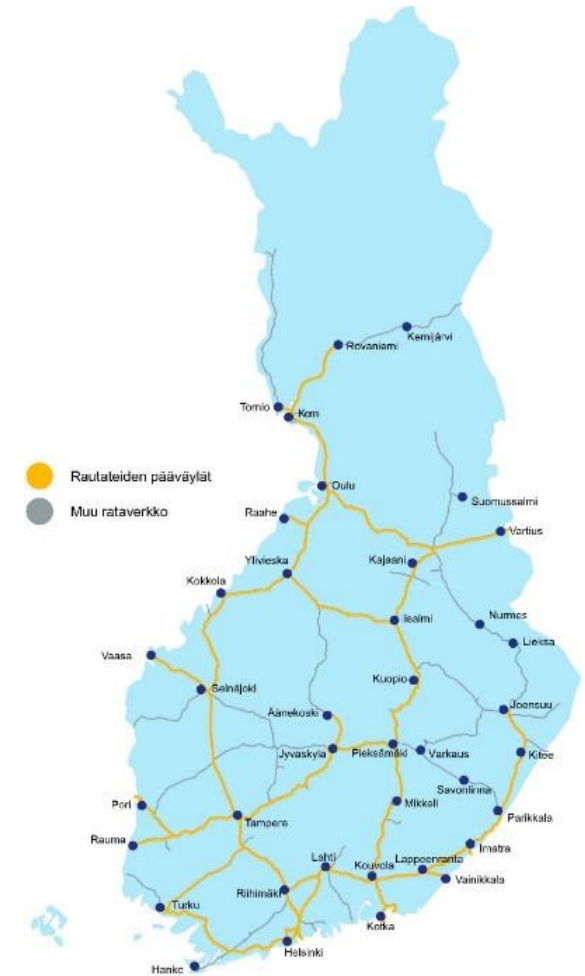 Rovaniemi
Kemijärvi
Tornio
Kem
Rautateiden pääväylät
Oulu
Suomussalmi
Muu rataverkko
Raahe
Vartius
Ylivieska
Kajaani
Kokkola
Iisalmi
Nurmes
Lieksa
Vaasa
Kuopio
Seinäjoki
Joensuu
Äänekoski
Jyväskyla
Pieksämäki
Varkaus
Kitee
Savonlinna
Pori
Mikkeli
Parikkala
Tampere
Rauma
Imatra
Lahti
Kouvola
Lappeenranta
Vainikkala
Riihimäki
Turku
Kotka
Helsinki
Hanko